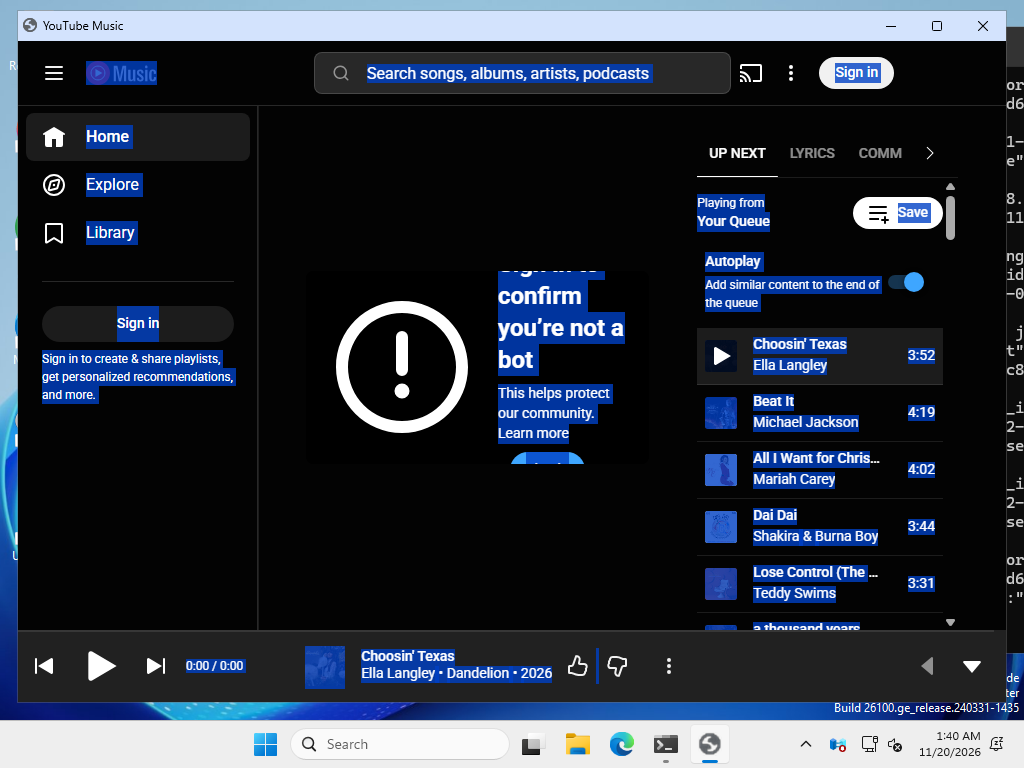 YouTube Music
Music
Search songs, albums, artists, podcasts
Sign in
Home
Explore
Library
Sign in
Sign in to create & share playlists,
get personalized recommendations,
and more.
Sign in to
confirm
you're not a
bot
This helps protect
our community.
Learn more
UP NEXT
LYRICS
COMM
Playing from
Your Queue
Save
Autoplay
Add similar content to the end of
the queue
Choosin' Texas
Ella Langley
3:52
Beat It
Michael Jackson
4:19
All I Want for Chris...
Mariah Carey
4:02
Dai Dai
Shakira & Burna Boy
3:44
Lose Control (The ...
Teddy Swims
3:31
a thousand years
0:00 / 0:00
Choosin' Texas
Ella Langley • Dandelion • 2026
Build 26100.ge_release.240331-1435
Search
1:40 AM
11/20/2026